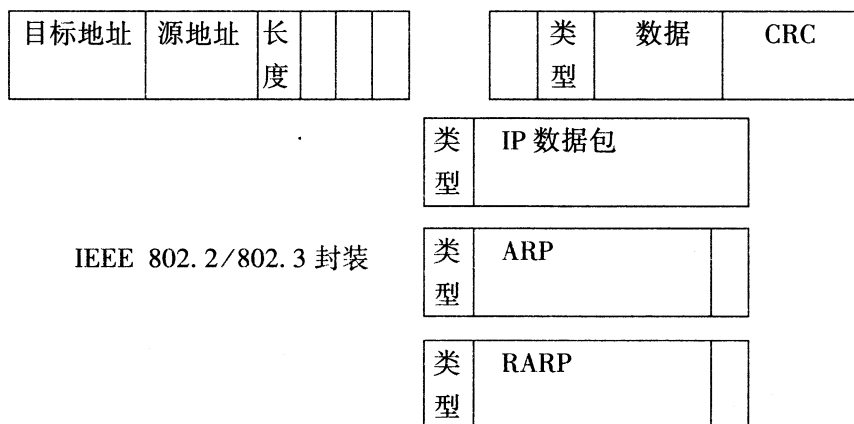 目标地址 源地址 长度 类型 数据 CRC
类型 IP 数据包
IEEE 802.2/802.3 封装
类型 ARP
类型 RARP